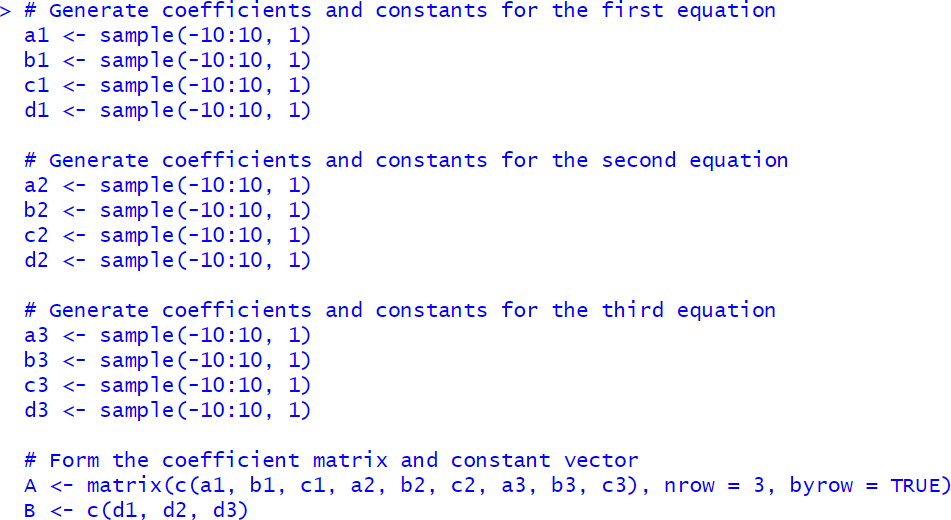 > # Generate coefficients and constants for the first equation
a1 <- sample(-10:10, 1)
b1 <- sample(-10:10, 1)
c1 <- sample(-10:10, 1)
d1 <- sample(-10:10, 1)
# Generate coefficients and constants for the second equation
a2 <- sample(-10:10, 1)
b2 <- sample(-10:10, 1)
c2 <- sample(-10:10, 1)
d2 <- sample(-10:10, 1)
# Generate coefficients and constants for the third equation
a3 <- sample(-10:10, 1)
b3 <- sample(-10:10, 1)
c3 <- sample(-10:10, 1)
d3 <- sample(-10:10, 1)
# Form the coefficient matrix and constant vector
A <- matrix(c(a1, b1, c1, a2, b2, c2, a3, b3, c3), nrow = 3, byrow = TRUE)
B <- c(d1, d2, d3)